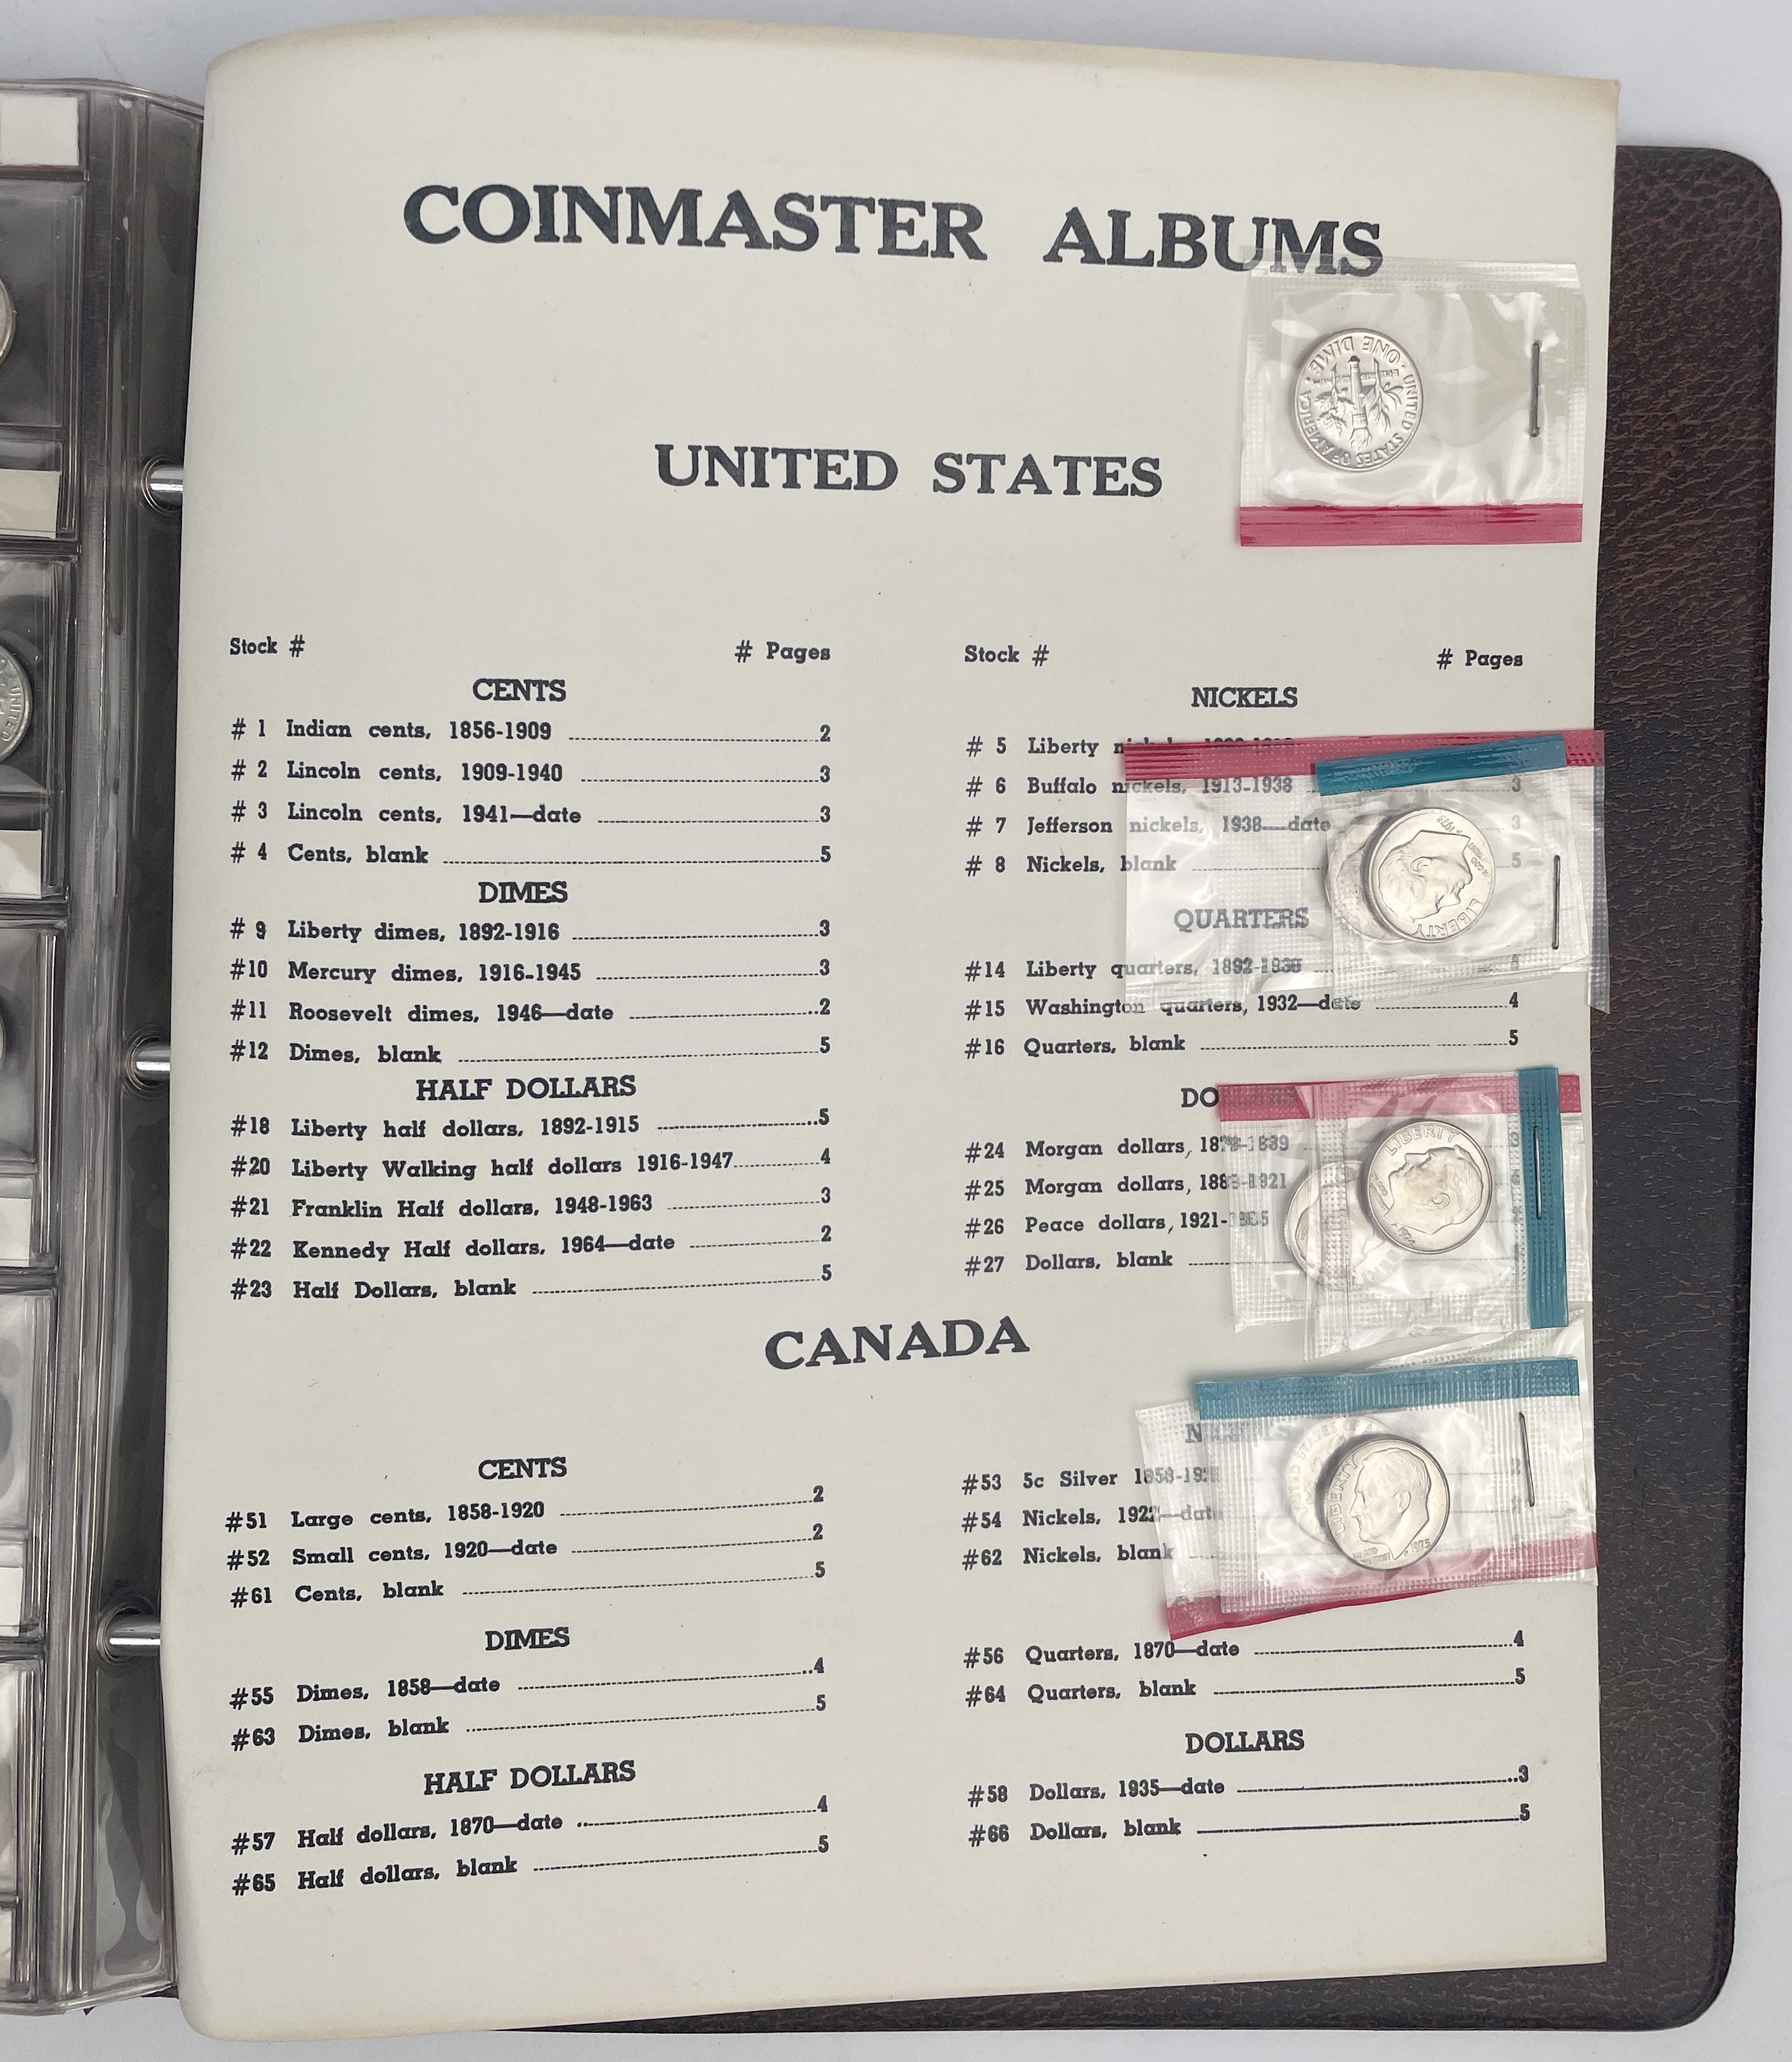 COINMASTER ALBUMS
UNITED STATES
Stock # # Pages
CENTS
# 1 Indian cents, 1856-1909 2
# 2 Lincoln cents, 1909-1940 3
# 3 Lincoln cents, 1941—date 3
# 4 Cents, blank 5
DIMES
# 9 Liberty dimes, 1892-1916 3
#10 Mercury dimes, 1916-1945 3
#11 Roosevelt dimes, 1946—date 2
#12 Dimes, blank 5
HALF DOLLARS
#18 Liberty half dollars, 1892-1915 5
#20 Liberty Walking half dollars 1916-1947 4
#21 Franklin Half dollars, 1948-1963 3
#22 Kennedy Half dollars, 1964—date 2
#23 Half Dollars, blank 5
Stock # # Pages
NICKELS
# 5 Liberty nickels,
# 6 Buffalo nickels, 1913-1938 3
# 7 Jefferson nickels, 1938—date 3
# 8 Nickels, blank 5
QUARTERS
#14 Liberty quarters, 1892-1930
#15 Washington quarters, 1932—date 4
#16 Quarters, blank 5
DOLLARS
#24 Morgan dollars,
#25 Morgan dollars,
#26 Peace dollars,
#27 Dollars, blank
CANADA
CENTS
#51 Large cents, 1858-1920 2
#52 Small cents, 1920—date 2
#61 Cents, blank 5
DIMES
#55 Dimes, 1858—date 4
#63 Dimes, blank 5
HALF DOLLARS
#57 Half dollars, 1870—date 4
#65 Half dollars, blank 5
NICKELS
#53 5c Silver
#54 Nickels, 1922—date
#62 Nickels, blank
#56 Quarters, 1870—date 4
#64 Quarters, blank 5
DOLLARS
#58 Dollars, 1935—date 3
#66 Dollars, blank 5
UNITED STATES OF AMERICA
ONE DIME
LIBERTY
LIBERTY
LIBERTY
1975
UNITED